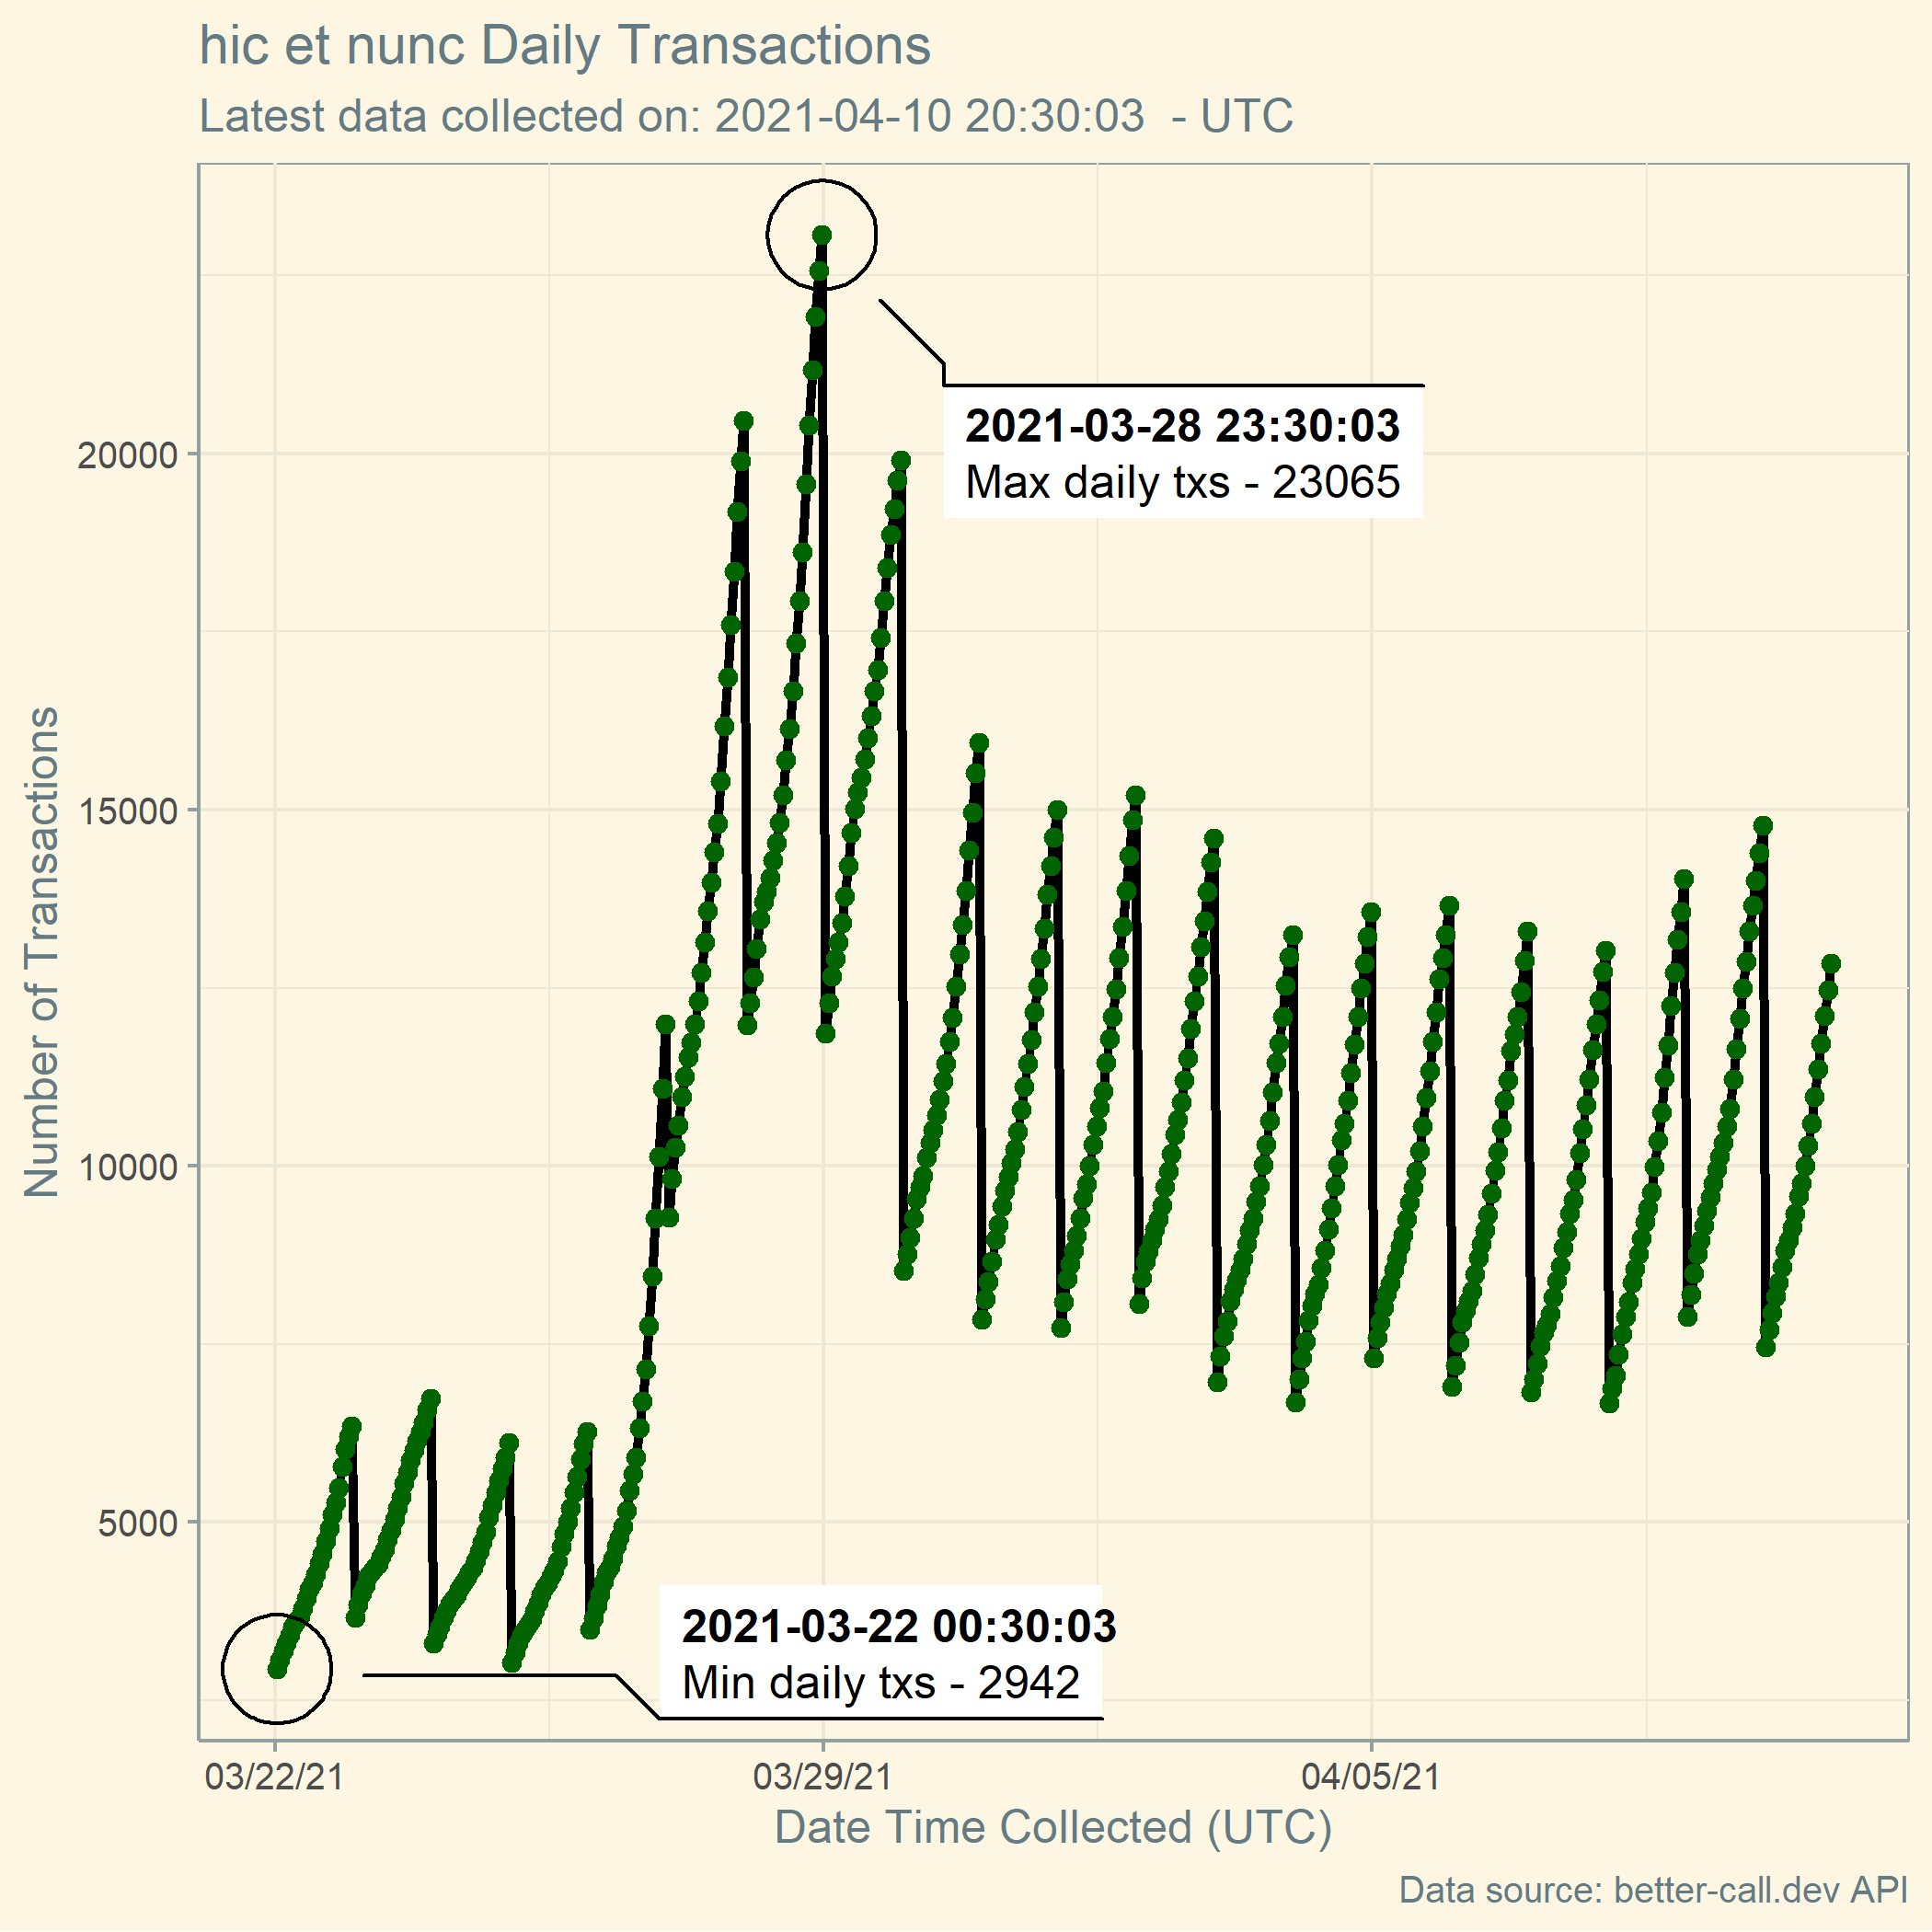 hic et nunc Daily Transactions
Latest data collected on: 2021-04-10 20:30:03  - UTC
2021-03-28 23:30:03
Max daily txs - 23065
20000
15000
10000
5000
Number of Transactions
2021-03-22 00:30:03
Min daily txs - 2942
03/22/21
03/29/21
04/05/21
Date Time Collected (UTC)
Data source: better-call.dev API